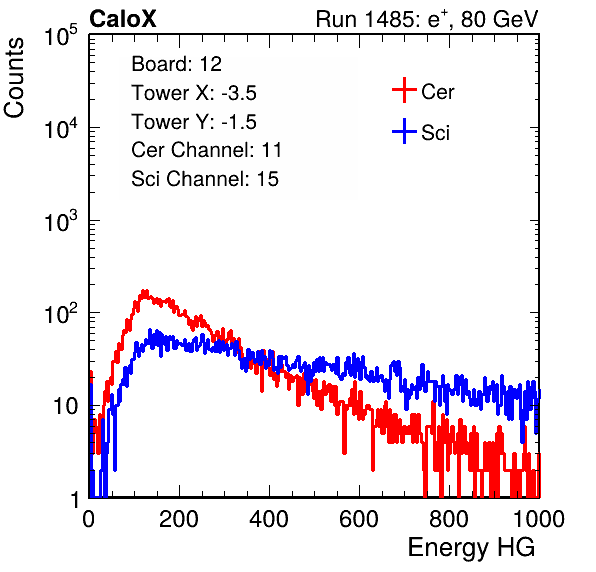 CaloX Run 1485: e⁺, 80 GeV
Counts
10⁵
10⁴
10³
10²
10
1
Board: 12
Tower X: -3.5
Tower Y: -1.5
Cer Channel: 11
Sci Channel: 15
Cer
Sci
0 200 400 600 800 1000
Energy HG